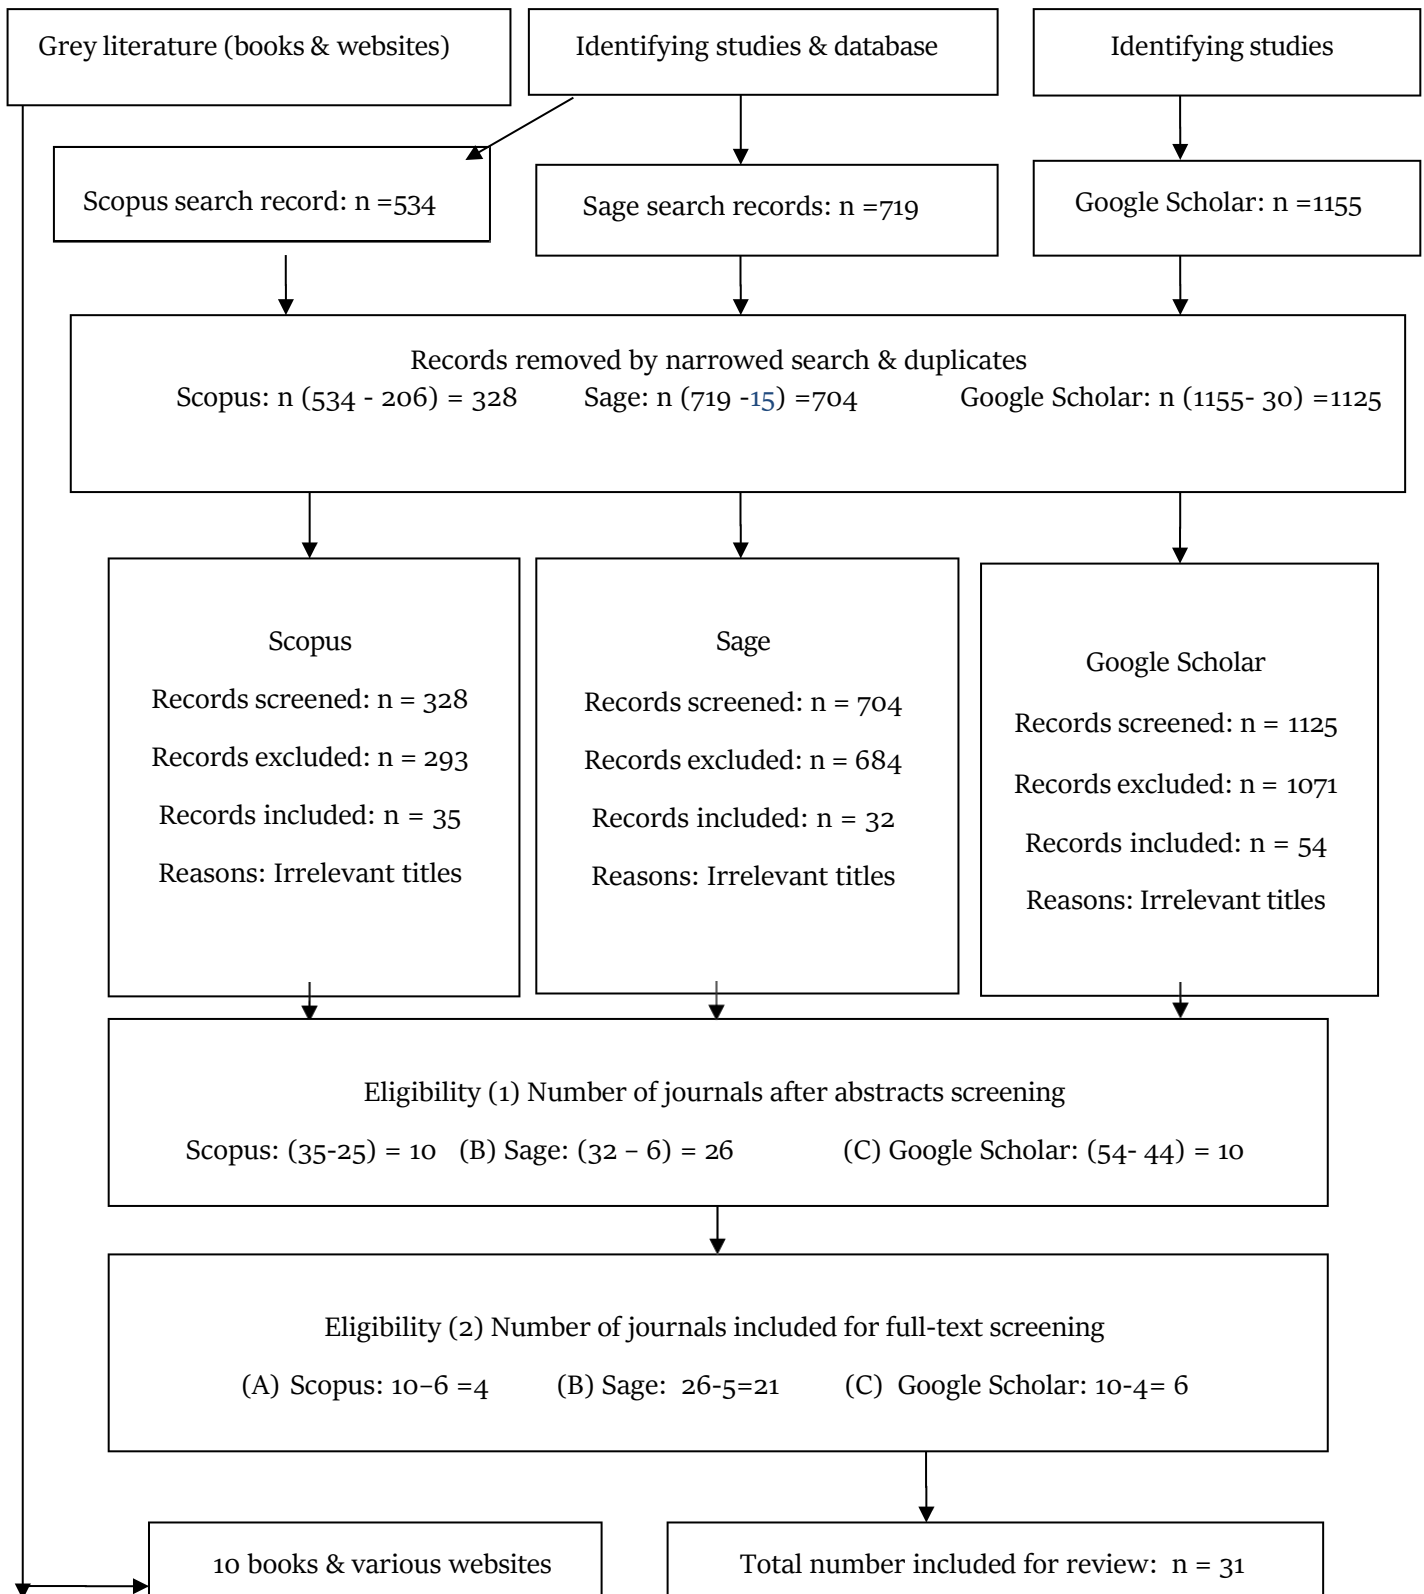 Grey literature (books & websites)
Identifying studies & database
Identifying studies
Scopus search record: n =534
Sage search records: n =719
Google Scholar: n =1155
Records removed by narrowed search & duplicates
Scopus: n (534 - 206) = 328 Sage: n (719 -15) =704 Google Scholar: n (1155- 30) =1125
Scopus
Records screened: n = 328
Records excluded: n = 293
Records included: n = 35
Reasons: Irrelevant titles
Sage
Records screened: n = 704
Records excluded: n = 684
Records included: n = 32
Reasons: Irrelevant titles
Google Scholar
Records screened: n = 1125
Records excluded: n = 1071
Records included: n = 54
Reasons: Irrelevant titles
Eligibility (1) Number of journals after abstracts screening
Scopus: (35-25) = 10 (B) Sage: (32 – 6) = 26 (C) Google Scholar: (54- 44) = 10
Eligibility (2) Number of journals included for full-text screening
(A) Scopus: 10–6 =4 (B) Sage: 26-5=21 (C) Google Scholar: 10-4= 6
10 books & various websites
Total number included for review: n = 31